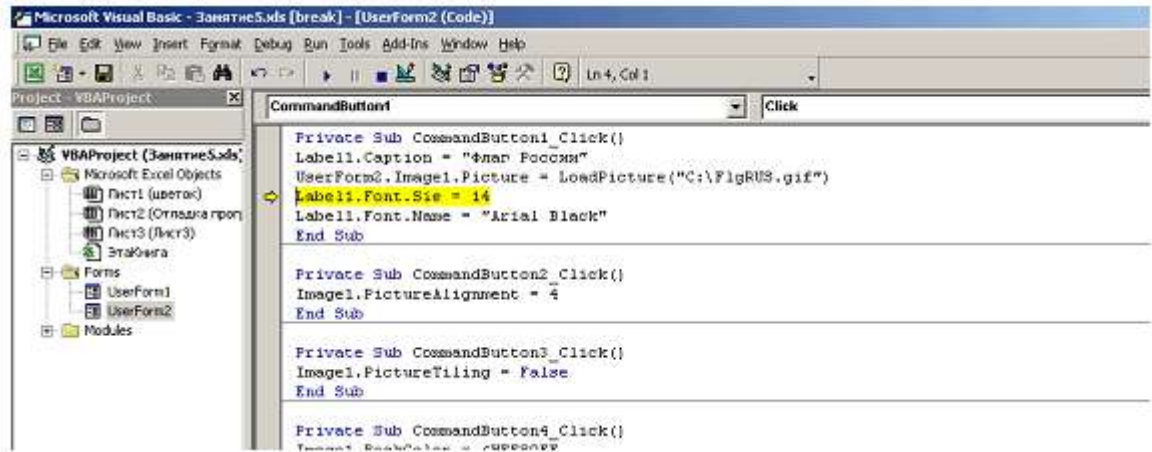 Microsoft Visual Basic - Занятие5.xls [break] - [UserForm2 (Code)]
File Edit View Insert Format Debug Run Tools Add-Ins Window Help
Ln 4, Col 1
Project - VBAProject
CommandButton1 Click
VBAProject (Занятие5.xls)
Microsoft Excel Objects
Лист1 (цветок)
Лист2 (Отладка прог
Лист3 (Лист3)
ЭтаКнига
Forms
UserForm1
UserForm2
Modules
Private Sub CommandButton1_Click()
Label1.Caption = "Флаг России"
UserForm2.Image1.Picture = LoadPicture("C:\FlgRUS.gif")
Label1.Font.Sie = 14
Label1.Font.Name = "Arial Black"
End Sub
Private Sub CommandButton2_Click()
Image1.PictureAlignment = 4
End Sub
Private Sub CommandButton3_Click()
Image1.PictureTiling = False
End Sub
Private Sub CommandButton4_Click()